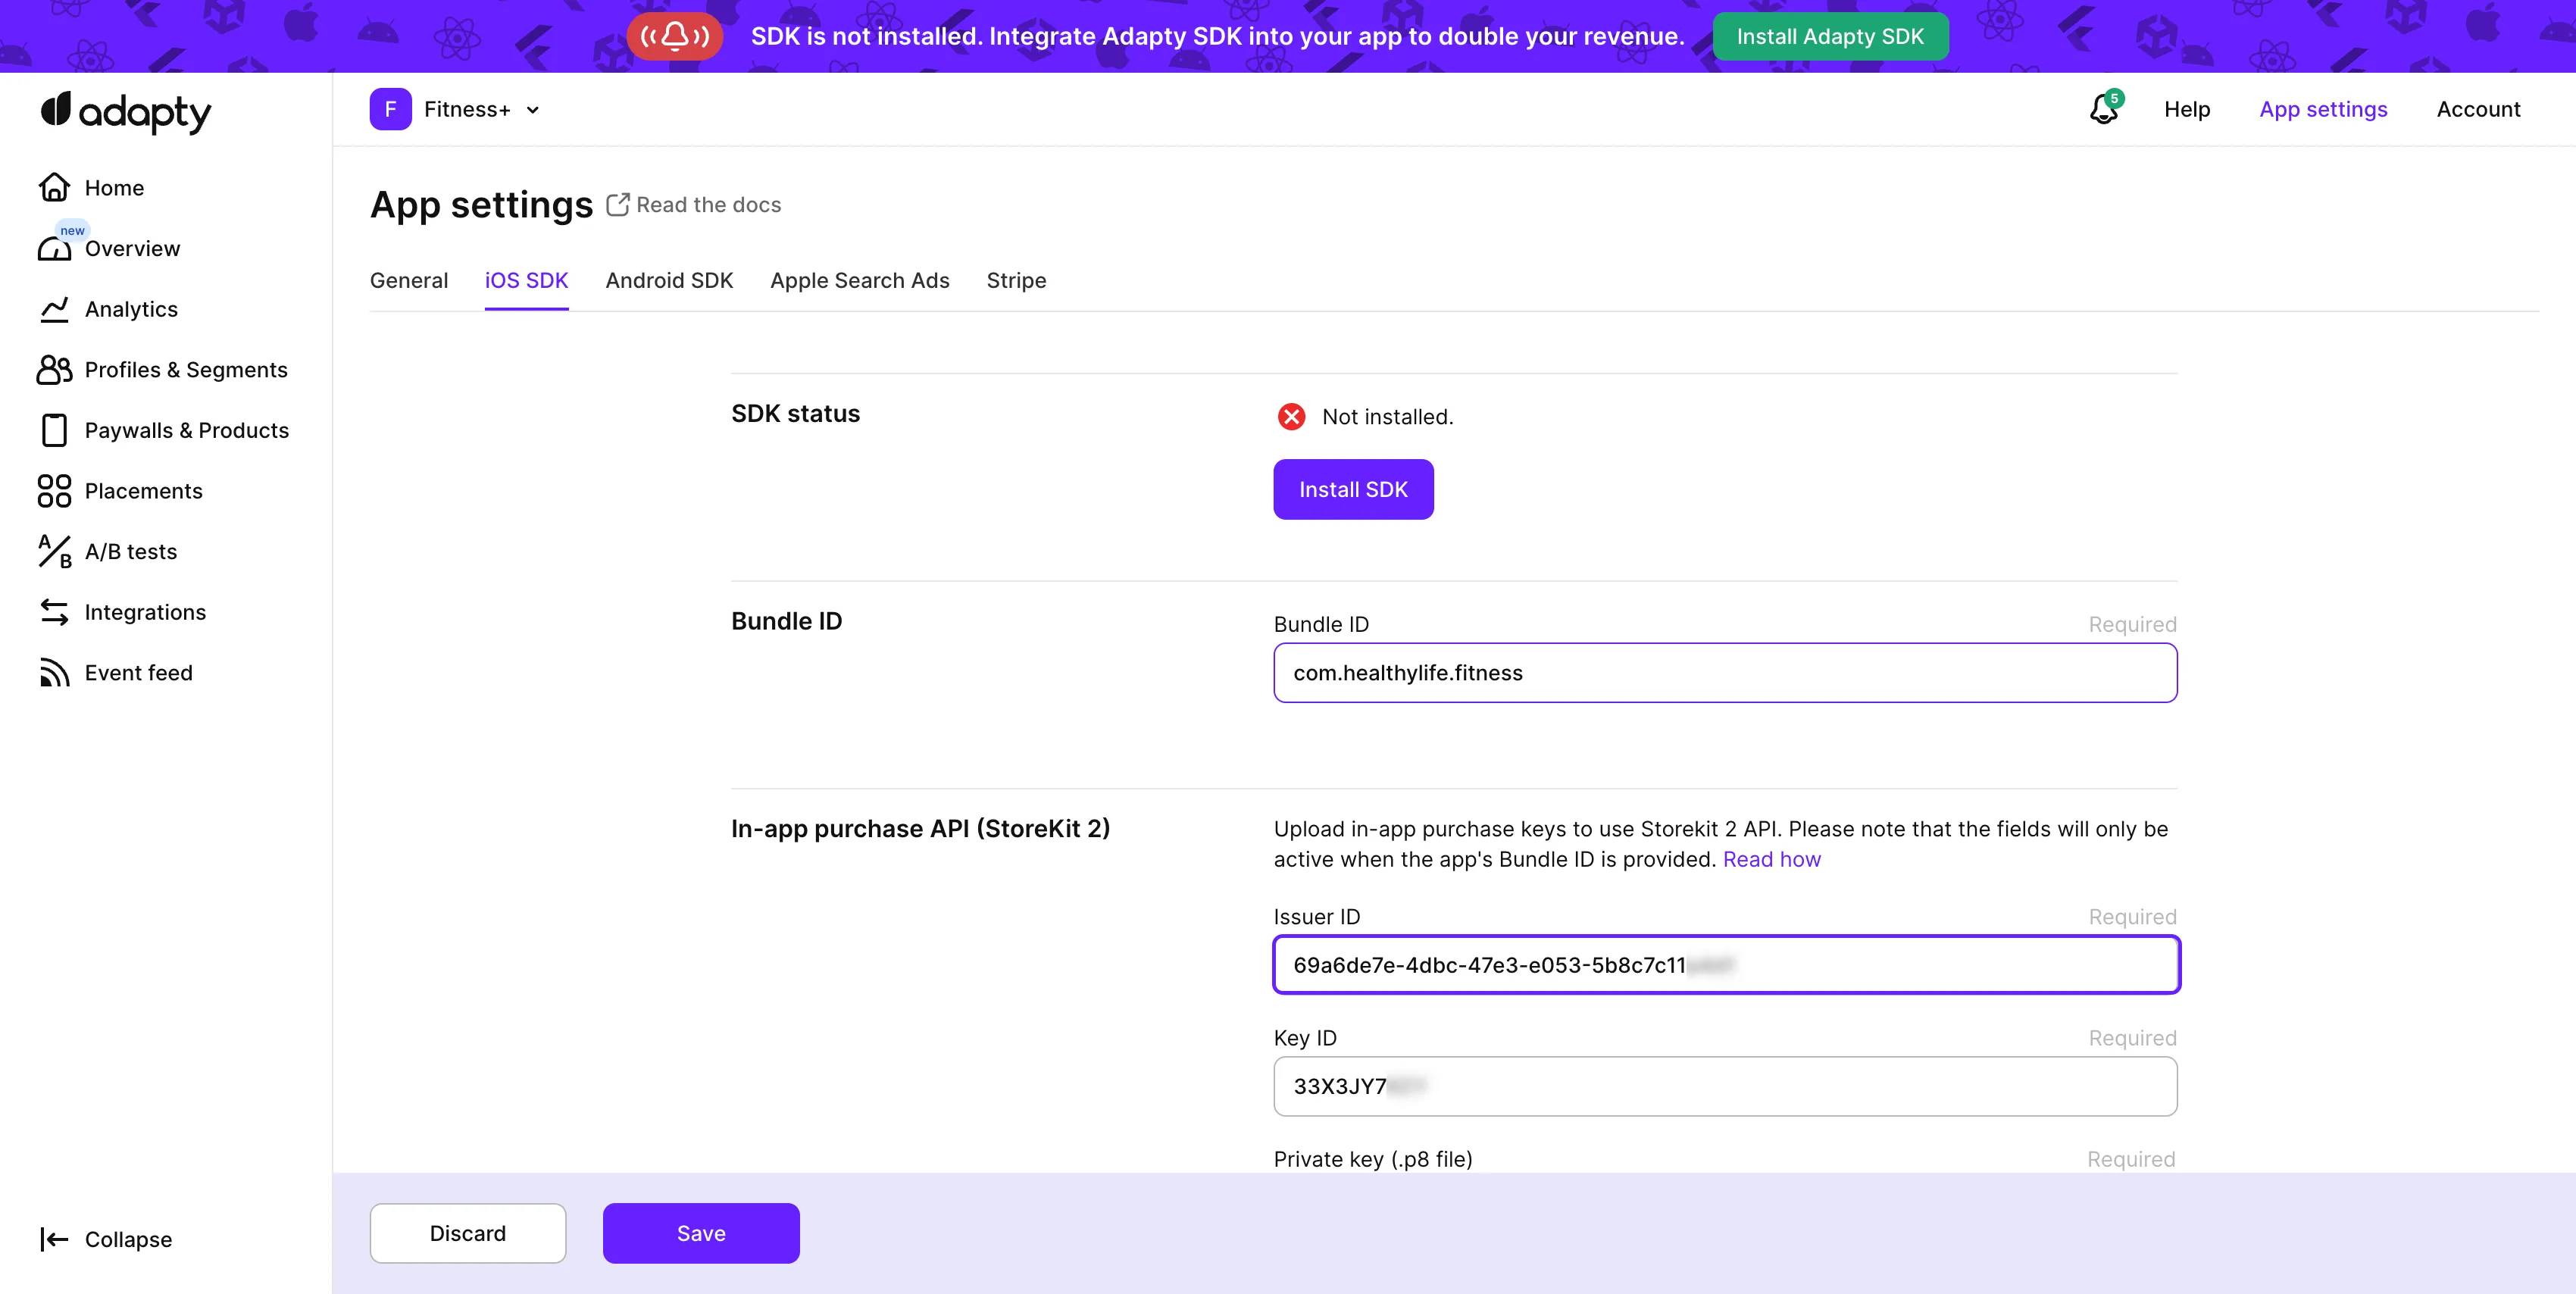 SDK is not installed. Integrate Adapty SDK into your app to double your revenue.
Install Adapty SDK
adapty
F
Fitness+
5
Help
App settings
Account
Home
new
Overview
Analytics
Profiles & Segments
Paywalls & Products
Placements
A
B
A/B tests
Integrations
Event feed
Collapse
App settings
Read the docs
General
iOS SDK
Android SDK
Apple Search Ads
Stripe
SDK status
Not installed.
Install SDK
Bundle ID
Bundle ID
Required
com.healthylife.fitness
In-app purchase API (StoreKit 2)
Upload in-app purchase keys to use Storekit 2 API. Please note that the fields will only be
active when the app's Bundle ID is provided. Read how
Issuer ID
Required
69a6de7e-4dbc-47e3-e053-5b8c7c11
Key ID
Required
33X3JY7
Private key (.p8 file)
Required
Discard
Save